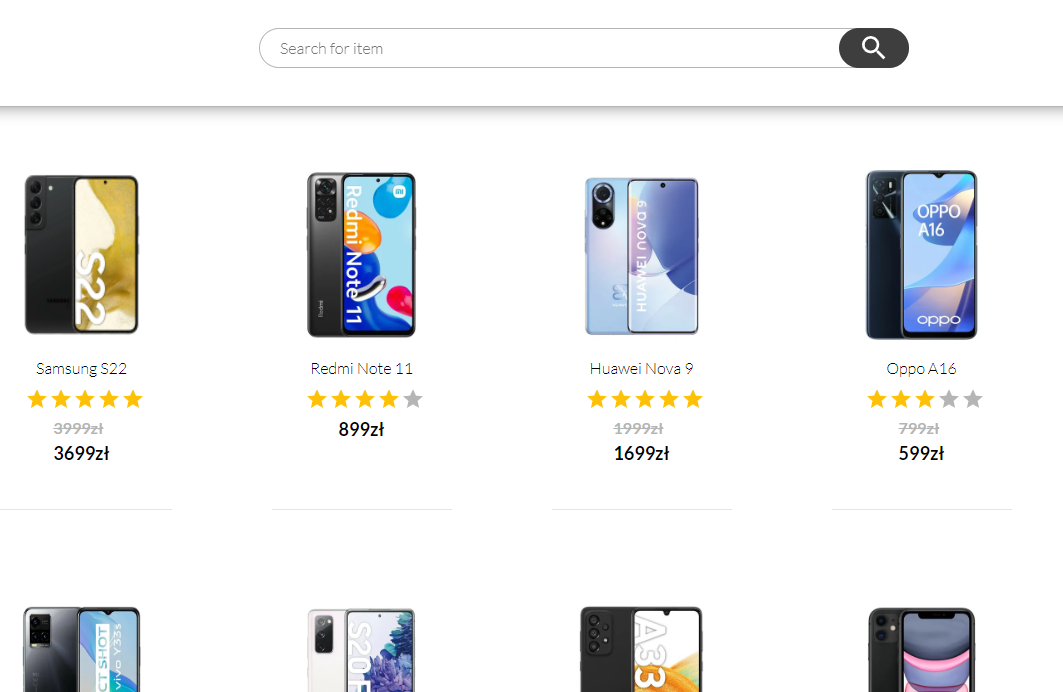 Search for item
S22
Redmi Note 11
Redmi
HUAWEI nova 9
OPPO
A16
oppo
Samsung S22
Redmi Note 11
Huawei Nova 9
Oppo A16
3999zł
899zł
1999zł
799zł
3699zł
1699zł
599zł
CT SHOT
vivo Y33s
S20 F
A33